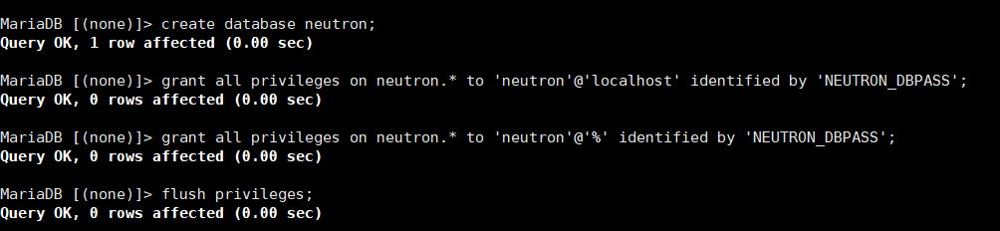 MariaDB [(none)]> create database neutron;
Query OK, 1 row affected (0.00 sec)
MariaDB [(none)]> grant all privileges on neutron.* to 'neutron'@'localhost' identified by 'NEUTRON_DBPASS';
Query OK, 0 rows affected (0.00 sec)
MariaDB [(none)]> grant all privileges on neutron.* to 'neutron'@'%' identified by 'NEUTRON_DBPASS';
Query OK, 0 rows affected (0.00 sec)
MariaDB [(none)]> flush privileges;
Query OK, 0 rows affected (0.00 sec)